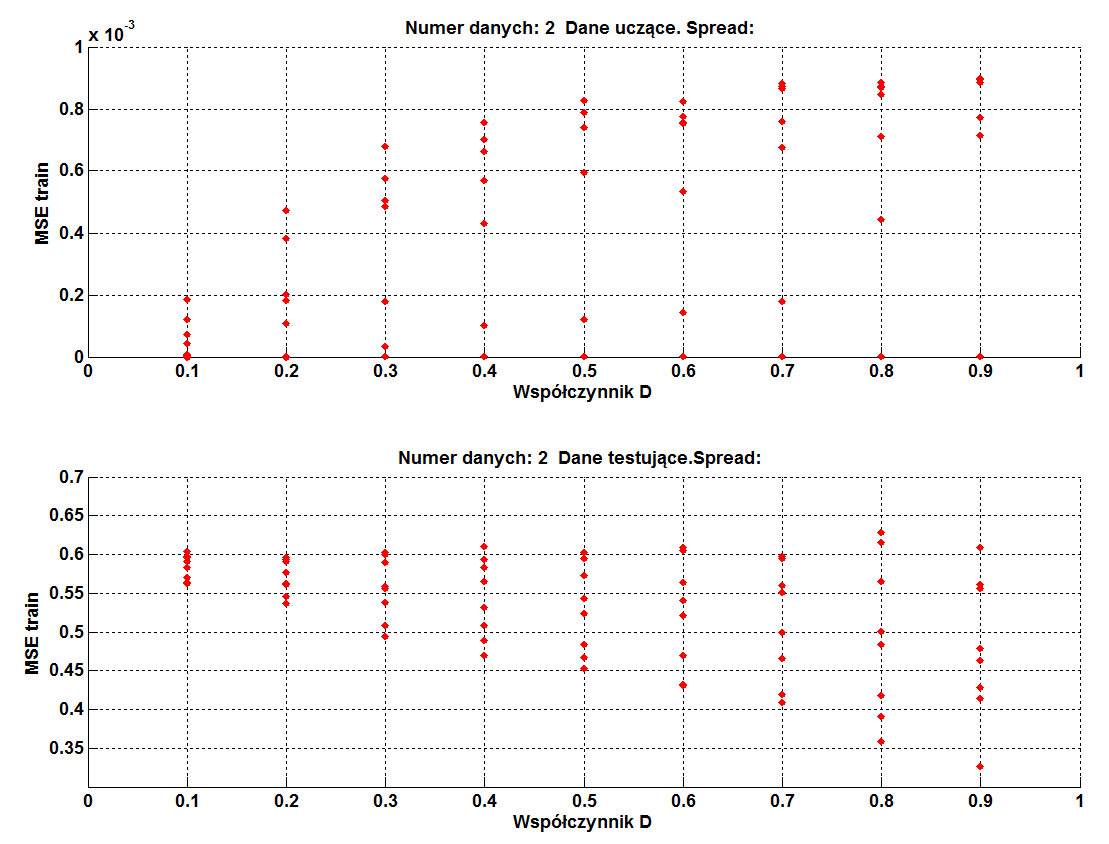 Numer danych: 2  Dane uczące. Spread:
x 10-3
1
0.8
0.6
0.4
0.2
0
MSE train
0 0.1 0.2 0.3 0.4 0.5 0.6 0.7 0.8 0.9 1
Współczynnik D
Numer danych: 2  Dane testujące.Spread:
0.7
0.65
0.6
0.55
0.5
0.45
0.4
0.35
MSE train
0 0.1 0.2 0.3 0.4 0.5 0.6 0.7 0.8 0.9 1
Współczynnik D